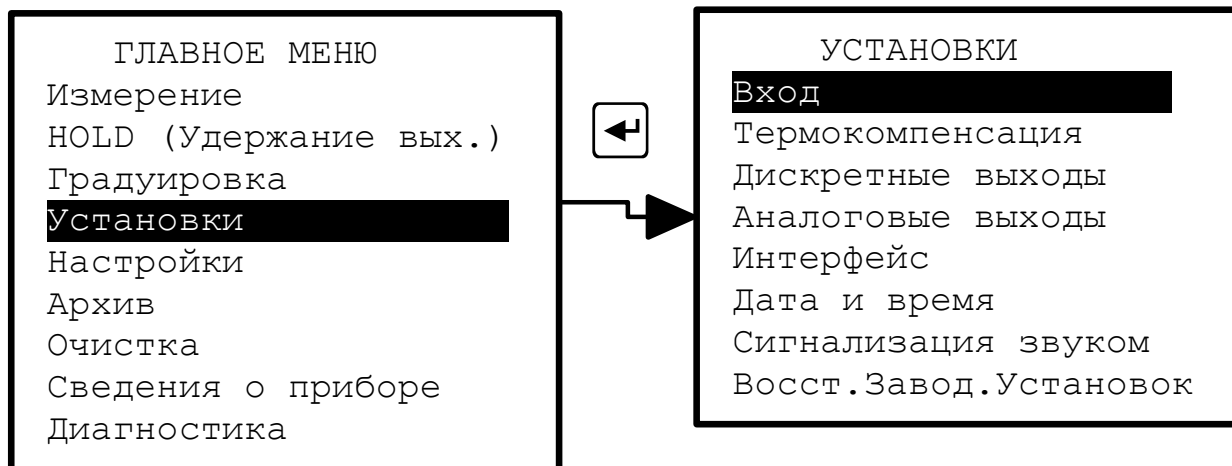 ГЛАВНОЕ МЕНЮ
Измерение
HOLD (Удержание вых.)
Градуировка
Установки
Настройки
Архив
Очистка
Сведения о приборе
Диагностика
УСТАНОВКИ
Вход
Термокомпенсация
Дискретные выходы
Аналоговые выходы
Интерфейс
Дата и время
Сигнализация звуком
Восст.Завод.Установок